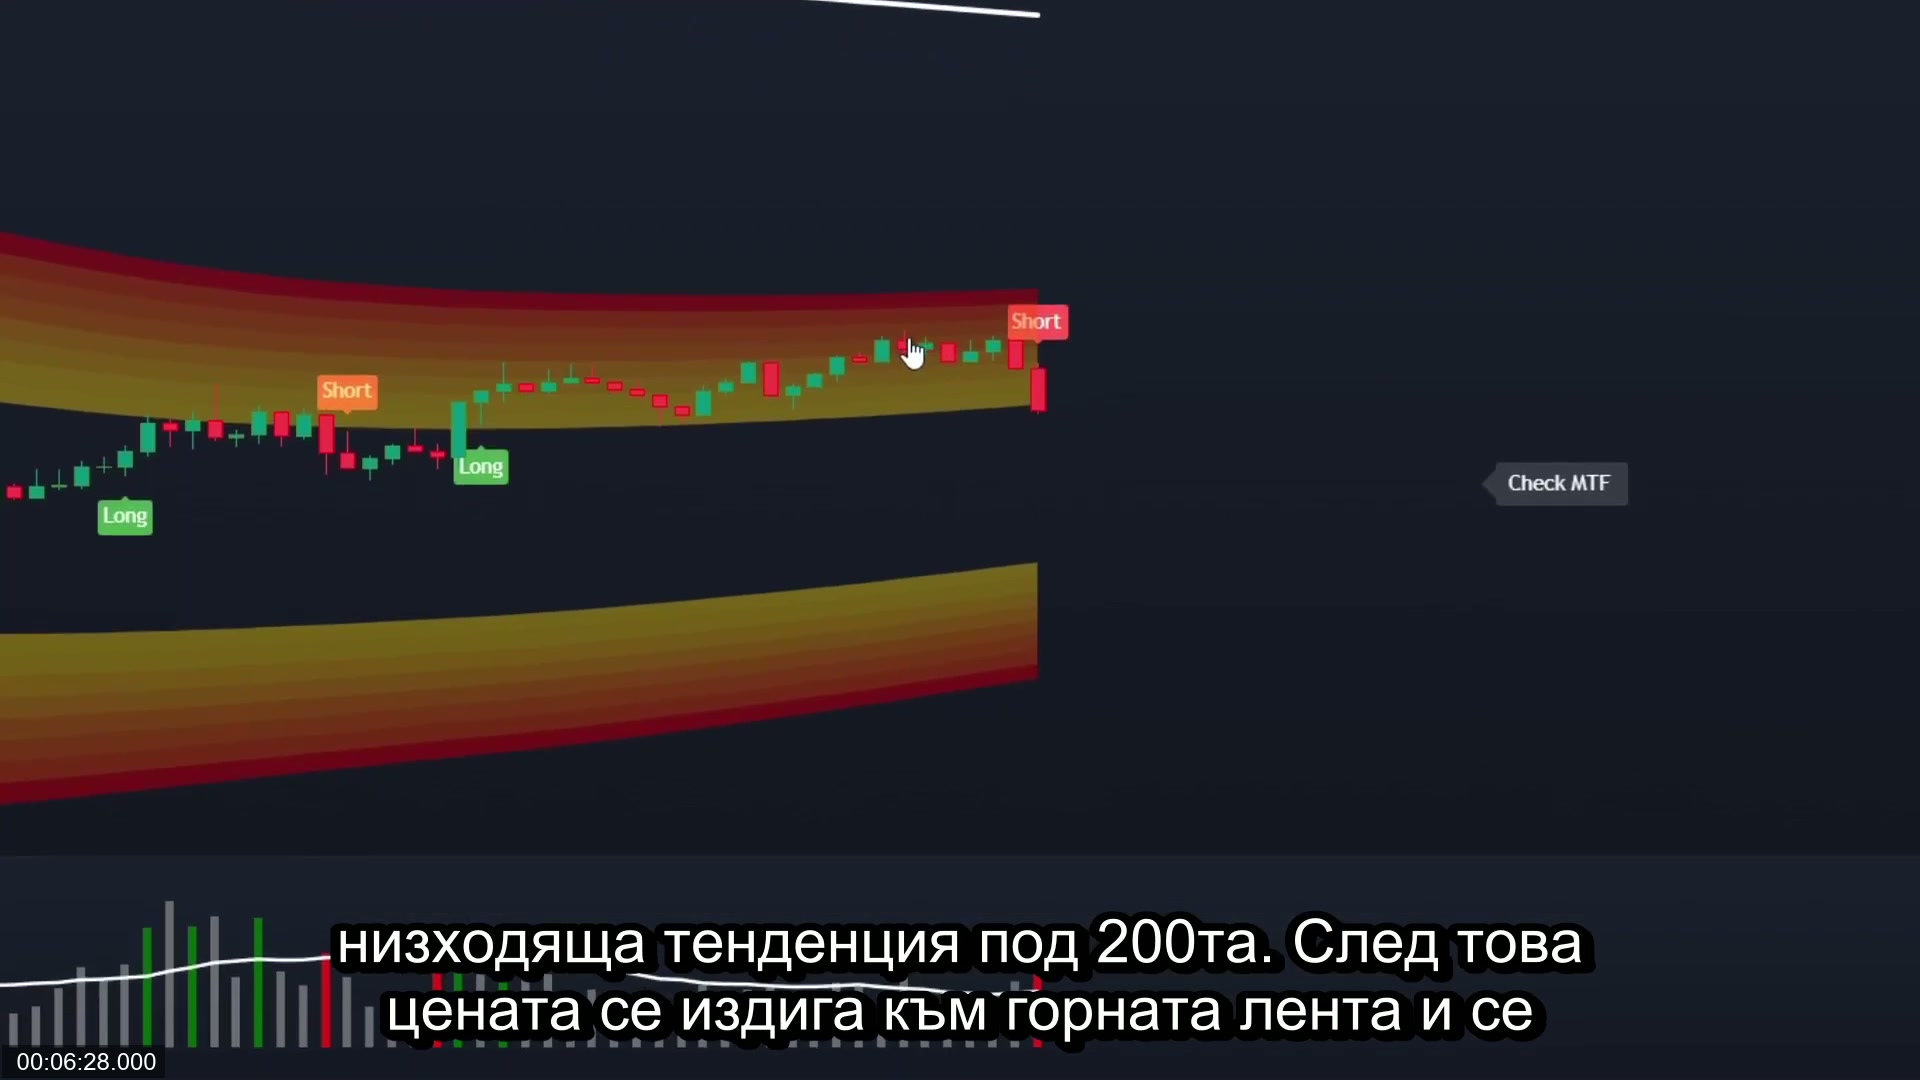 Short
Short
Long
Long
Check MTF
низходяща тенденция под 200та. След това
цената се издига към горната лента и се
00:06:28.000